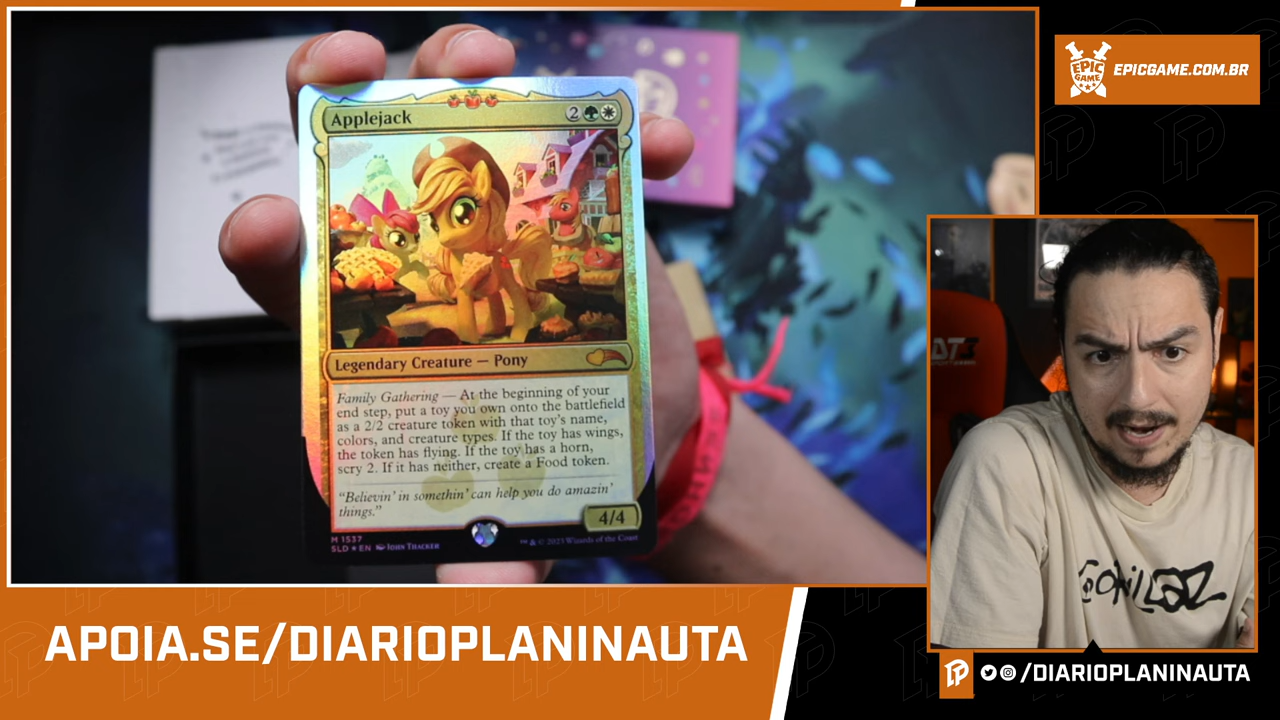 Applejack
2
Legendary Creature — Pony
Family Gathering — At the beginning of your
end step, put a toy you own onto the battlefield
as a 2/2 creature token with that toy's name,
colors, and creature types. If the toy has wings,
the token has flying. If the toy has a horn,
scry 2. If it has neither, create a Food token.
"Believin' in somethin' can help you do amazin'
things."
4/4
M 1537
SLD ★ EN John Thacker
™ & © 2023 Wizards of the Coast
EPIC
GAME
EPICGAME.COM.BR
GORILLAZ
APOIA.SE/DIARIOPLANINAUTA
/DIARIOPLANINAUTA